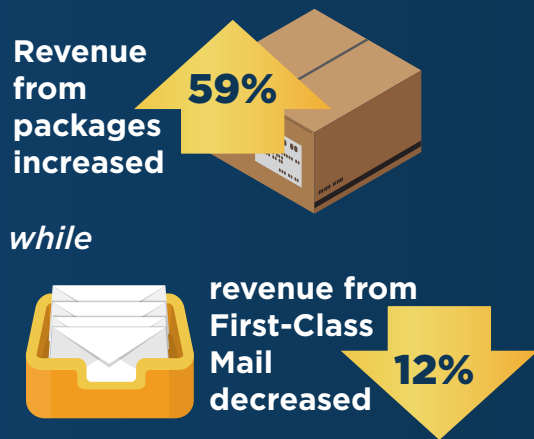 Revenue
from
packages
increased
59%
while
revenue from
First-Class
Mail
decreased
12%